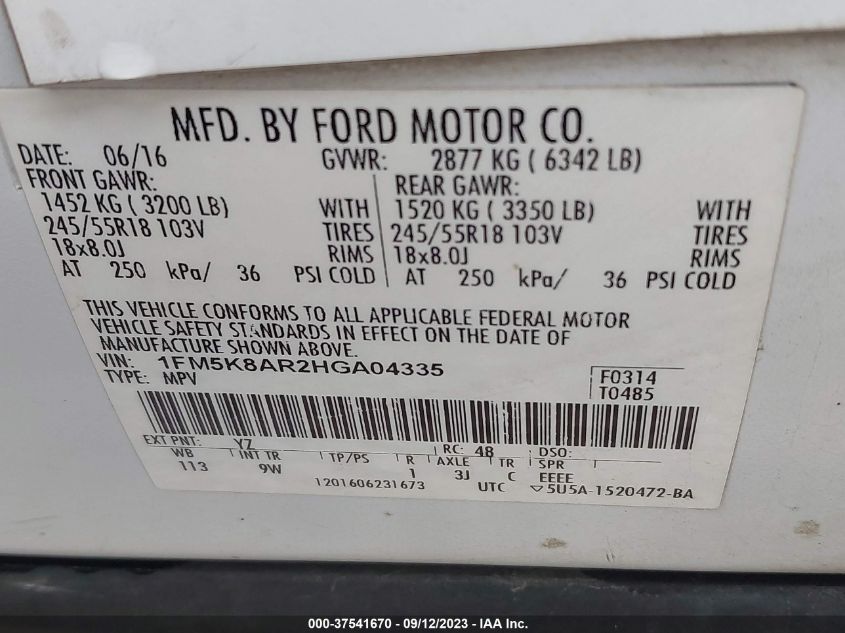 MFD. BY FORD MOTOR CO.
DATE: 06/16 GVWR: 2877 KG ( 6342 LB)
FRONT GAWR: REAR GAWR:
1452 KG ( 3200 LB) WITH 1520 KG ( 3350 LB) WITH
245/55R18 103V TIRES 245/55R18 103V TIRES
18x8.0J RIMS 18x8.0J RIMS
AT 250 kPa/ 36 PSI COLD AT 250 kPa/ 36 PSI COLD
THIS VEHICLE CONFORMS TO ALL APPLICABLE FEDERAL MOTOR
VEHICLE SAFETY STANDARDS IN EFFECT ON THE DATE OF
MANUFACTURE SHOWN ABOVE.
VIN: 1FM5K8AR2HGA04335 F0314
TYPE: MPV T0485
EXT PNT: YZ RC: 48 DSO:
WB INT TR TP/PS R AXLE TR SPR
113 9W 1 3J C EEEE
1201606231673 UTC ▽5U5A-1520472-BA
000-37541670 - 09/12/2023 - IAA Inc.